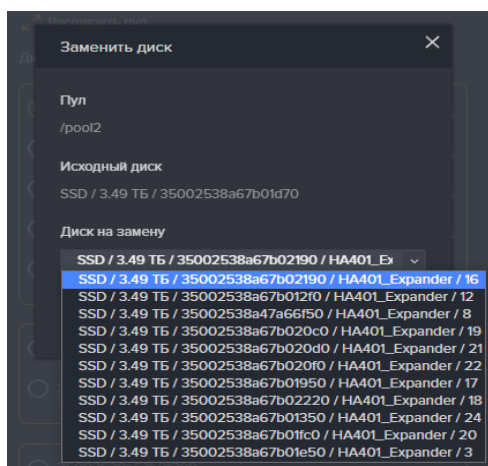 Расширить пул
Заменить диск
Пул
/pool2
Исходный диск
SSD / 3.49 ТБ / 35002538a67b01d70
Диск на замену
SSD / 3.49 ТБ / 35002538a67b02190 / HA401_Ex
SSD / 3.49 ТБ / 35002538a67b02190 / HA401_Expander / 16
SSD / 3.49 ТБ / 35002538a67b012f0 / HA401_Expander / 12
SSD / 3.49 ТБ / 35002538a47a66f50 / HA401_Expander / 8
SSD / 3.49 ТБ / 35002538a67b020c0 / HA401_Expander / 19
SSD / 3.49 ТБ / 35002538a67b020d0 / HA401_Expander / 21
SSD / 3.49 ТБ / 35002538a67b020f0 / HA401_Expander / 22
SSD / 3.49 ТБ / 35002538a67b01950 / HA401_Expander / 17
SSD / 3.49 ТБ / 35002538a67b02220 / HA401_Expander / 18
SSD / 3.49 ТБ / 35002538a67b01350 / HA401_Expander / 24
SSD / 3.49 ТБ / 35002538a67b01fc0 / HA401_Expander / 20
SSD / 3.49 ТБ / 35002538a67b01e50 / HA401_Expander / 3